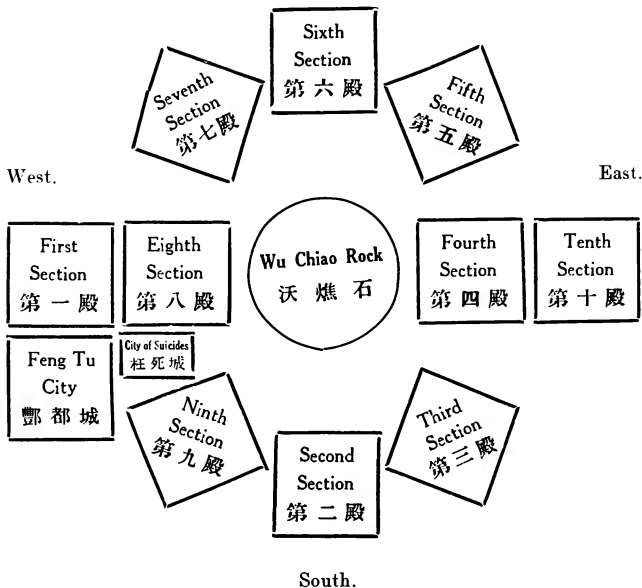 Sixth
Section
第六殿
Seventh
Section
第七殿
Fifth
Section
第五殿
West.
East.
First
Section
第一殿
Eighth
Section
第八殿
Wu Chiao Rock
沃燋石
Fourth
Section
第四殿
Tenth
Section
第十殿
Feng Tu
City
酆都城
City of Suicides
枉死城
Ninth
Section
第九殿
Second
Section
第二殿
Third
Section
第三殿
South.